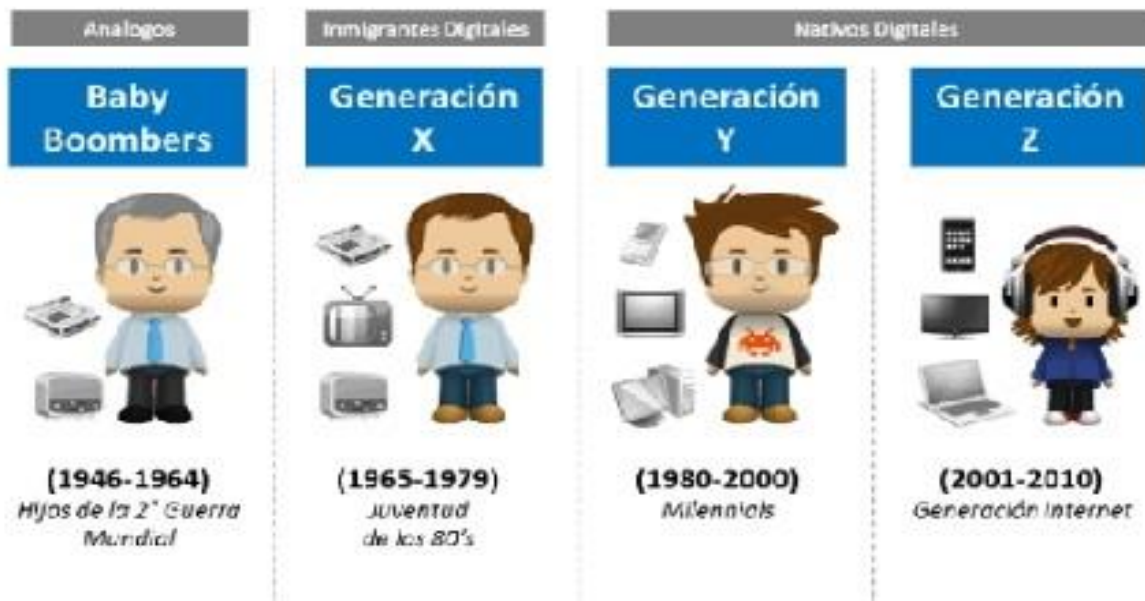 Analogos
Inmigrantes Digitales
Nativos Digitales
Baby
Boombers
Generación
X
Generación
Y
Generación
Z
(1946-1964)
Hijos de la 2° Guerra
Mundial
(1965-1979)
Juventud
de los 80's
(1980-2000)
Milennials
(2001-2010)
Generación Internet